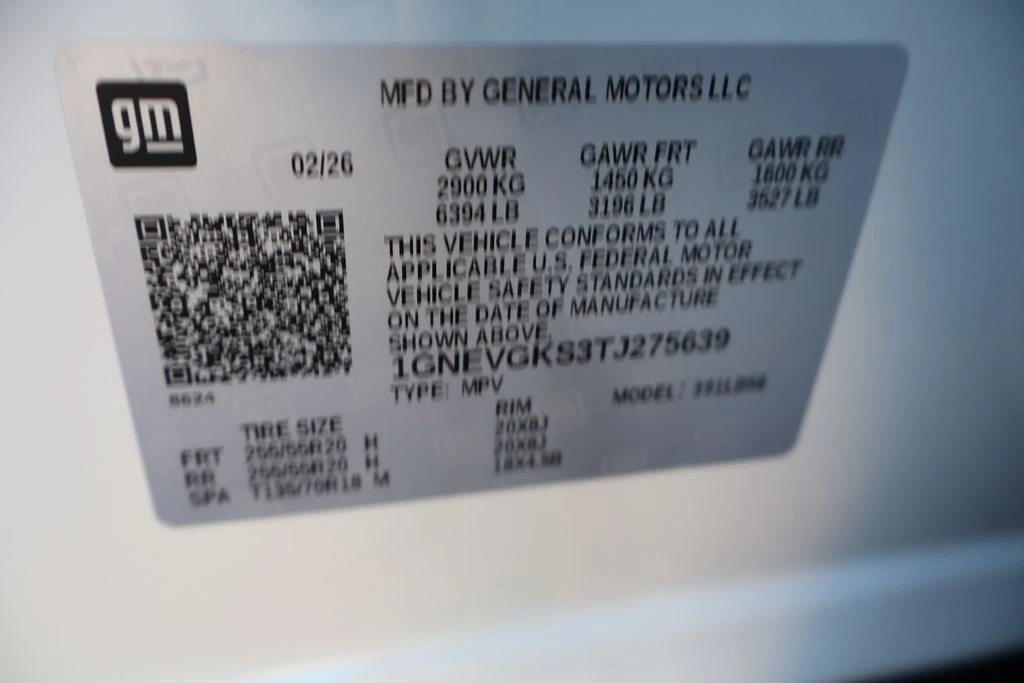 gm
MFD BY GENERAL MOTORS LLC
02/26
GVWR GAWR FRT GAWR RR
2900 KG 1450 KG 1600 KG
6394 LB 3196 LB 3527 LB
THIS VEHICLE CONFORMS TO ALL
APPLICABLE U.S. FEDERAL MOTOR
VEHICLE SAFETY STANDARDS IN EFFECT
ON THE DATE OF MANUFACTURE
SHOWN ABOVE.
1GNEVGKS3TJ275639
TYPE: MPV MODEL:
8624
TIRE SIZE RIM
FRT 255/55R20 H 20X8J
RR 255/55R20 H 20X8J
SPA T135/70R18 M 18X4.5B